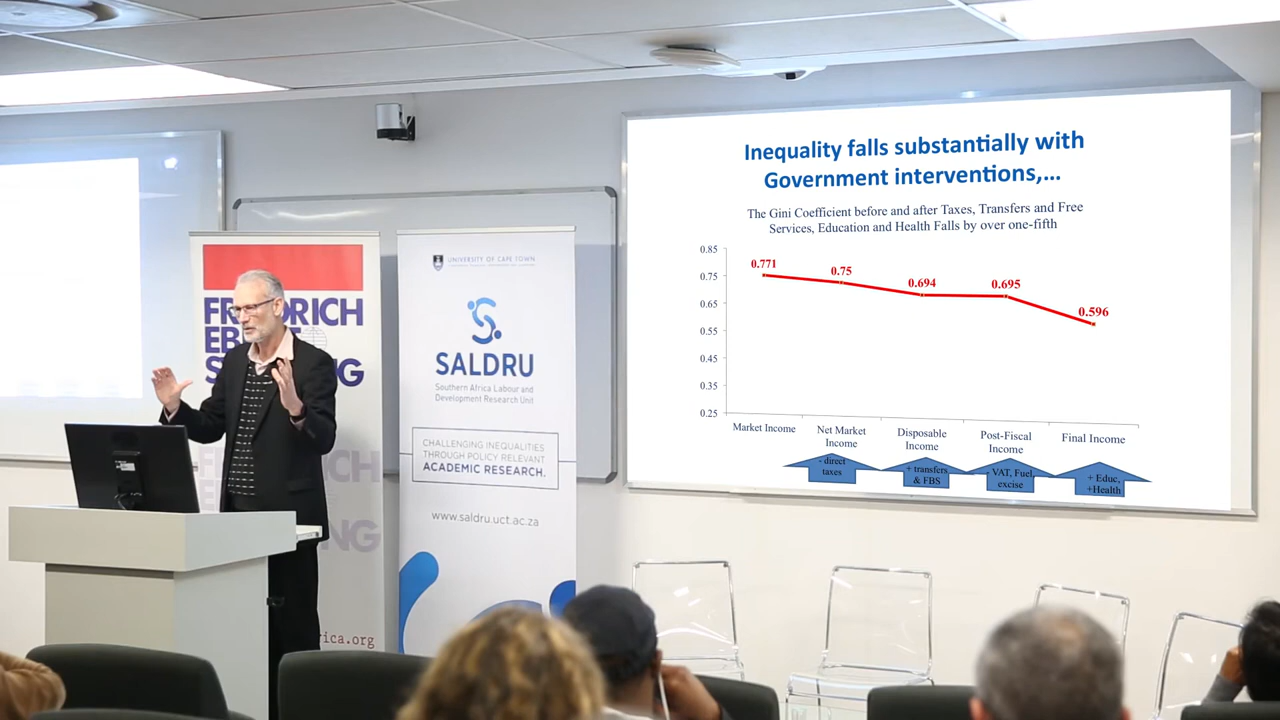 Inequality falls substantially with
Government interventions,...
The Gini Coefficient before and after Taxes, Transfers and Free
Services, Education and Health Falls by over one-fifth
0.85
0.75
0.65
0.55
0.45
0.35
0.25
0.771
0.75
0.694
0.695
0.596
Market Income
Net Market
Income
Disposable
Income
Post-Fiscal
Income
Final Income
- direct
taxes
+ transfers
& FBS
VAT, Fuel,
excise
+ Educ,
+Health
UNIVERSITY OF CAPE TOWN
SALDRU
Southern Africa Labour and
Development Research Unit
CHALLENGING INEQUALITIES
THROUGH POLICY RELEVANT
ACADEMIC RESEARCH.
www.saldru.uct.ac.za